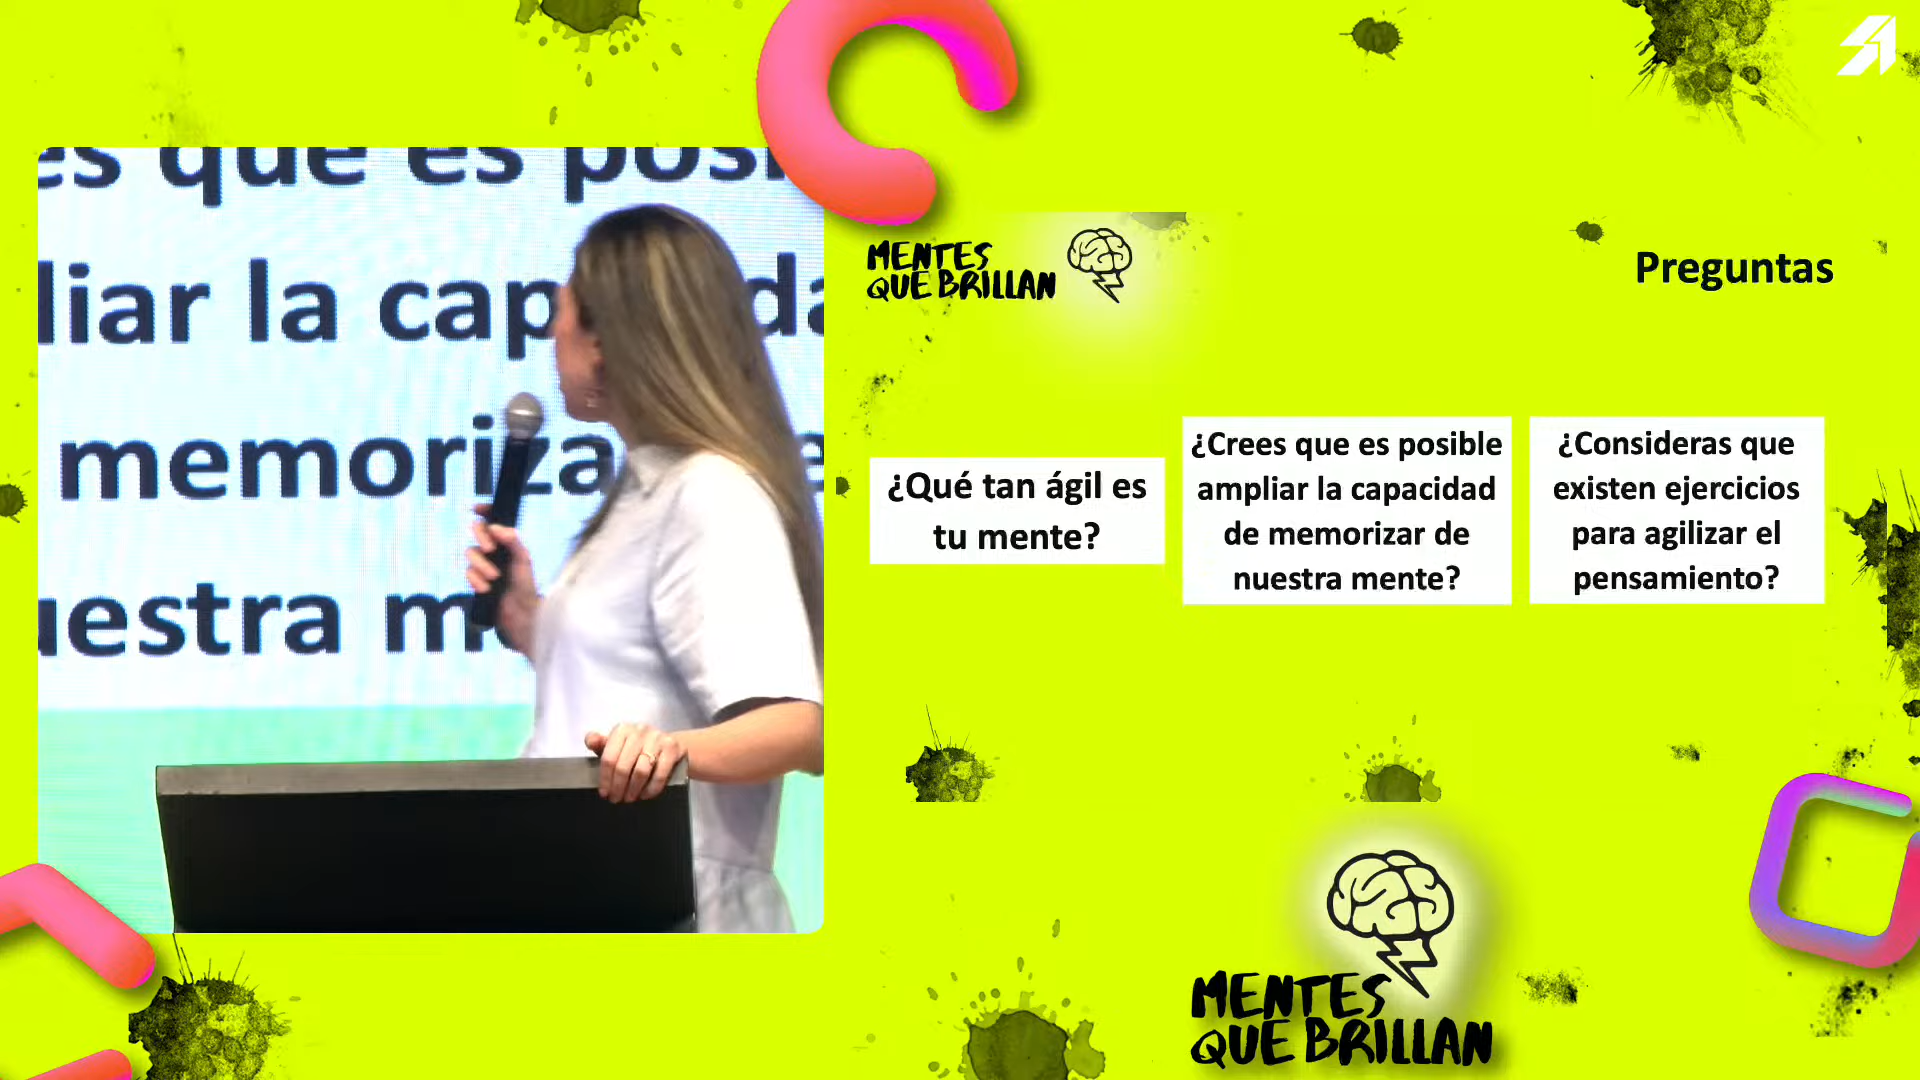 es que es posi
liar la cap da
memoriza e
uestra m
MENTES
QUE BRILLAN
Preguntas
¿Qué tan ágil es
tu mente?
¿Crees que es posible
ampliar la capacidad
de memorizar de
nuestra mente?
¿Consideras que
existen ejercicios
para agilizar el
pensamiento?
MENTES
QUE BRILLAN